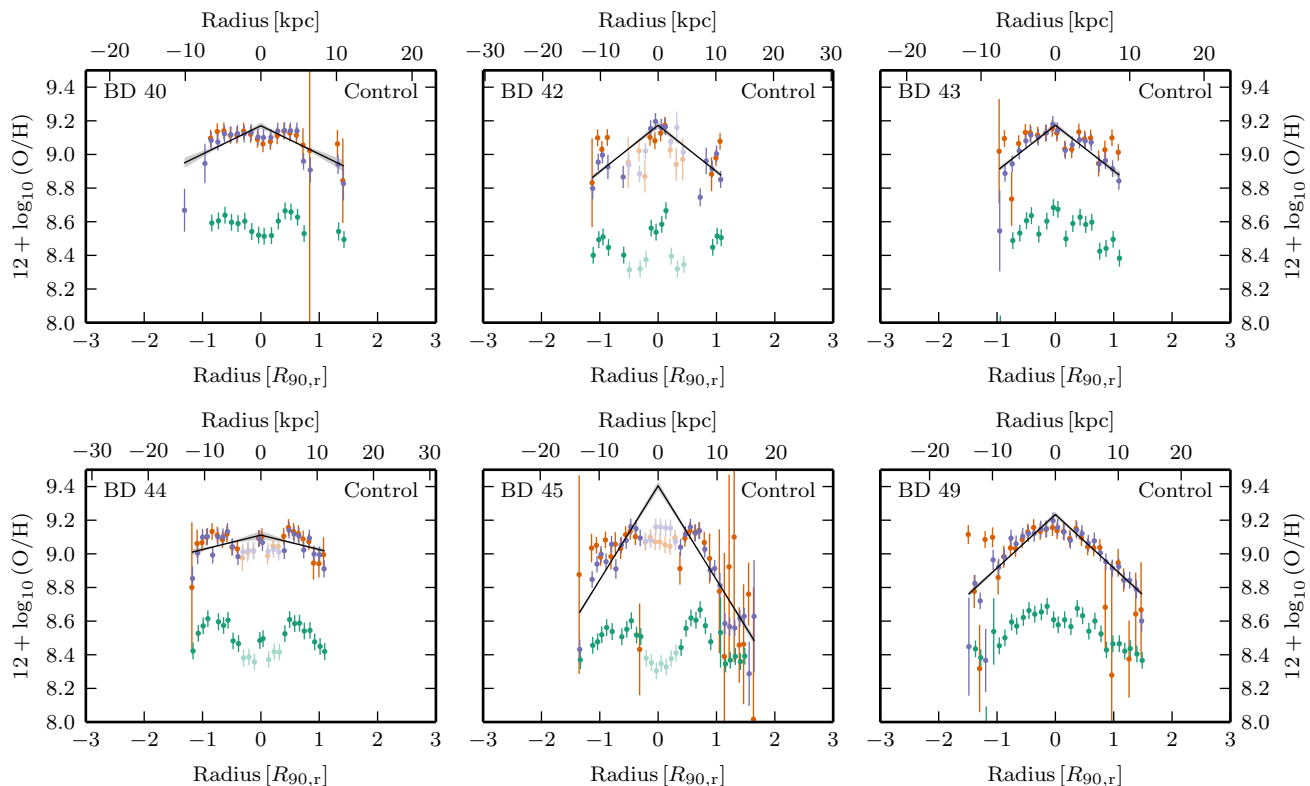 Radius [kpc] Radius [kpc] Radius [kpc]
−20 −10 0 10 20 −30 −20 −10 0 10 20 30 −20 −10 0 10 20
12 + log10 (O/H)
9.4 9.2 9.0 8.8 8.6 8.4 8.2 8.0
BD 40 Control BD 42 Control BD 43 Control
9.4 9.2 9.0 8.8 8.6 8.4 8.2 8.0
12 + log10 (O/H)
−3 −2 −1 0 1 2 3 −3 −2 −1 0 1 2 3 −3 −2 −1 0 1 2 3
Radius [R90,r] Radius [R90,r] Radius [R90,r]
Radius [kpc] Radius [kpc] Radius [kpc]
−30 −20 −10 0 10 20 30 −20 −10 0 10 20 −20 −10 0 10 20
12 + log10 (O/H)
9.4 9.2 9.0 8.8 8.6 8.4 8.2 8.0
BD 44 Control BD 45 Control BD 49 Control
9.4 9.2 9.0 8.8 8.6 8.4 8.2 8.0
12 + log10 (O/H)
−3 −2 −1 0 1 2 3 −3 −2 −1 0 1 2 3 −3 −2 −1 0 1 2 3
Radius [R90,r] Radius [R90,r] Radius [R90,r]